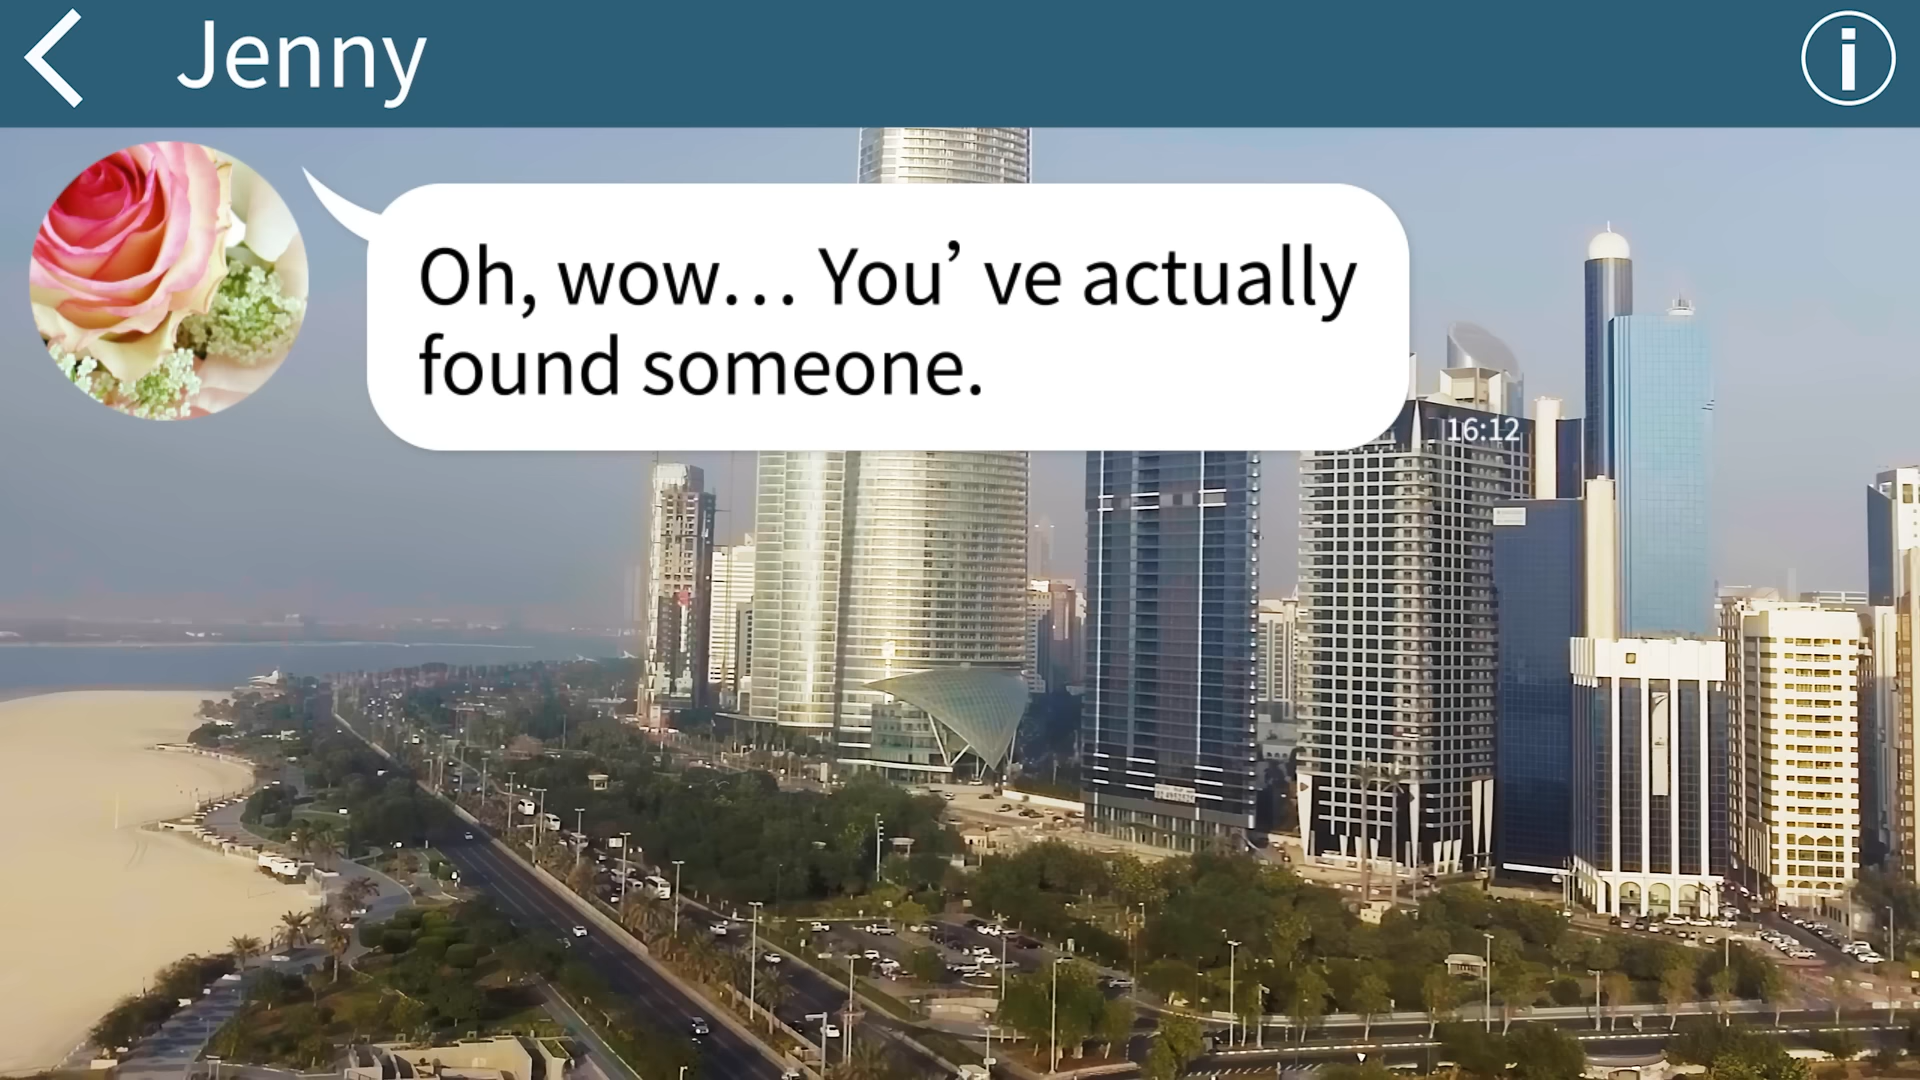 Jenny
Oh, wow… You’ ve actually
found someone.
16:12